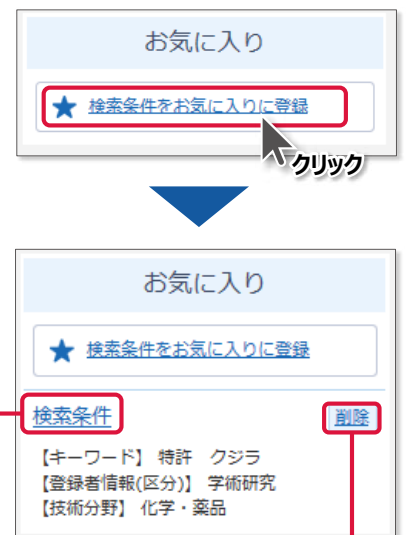 お気に入り
検索条件をお気に入りに登録
クリック
お気に入り
検索条件をお気に入りに登録
検索条件 削除
【キーワード】 特許 クジラ
【登録者情報(区分)】 学術研究
【技術分野】 化学・薬品